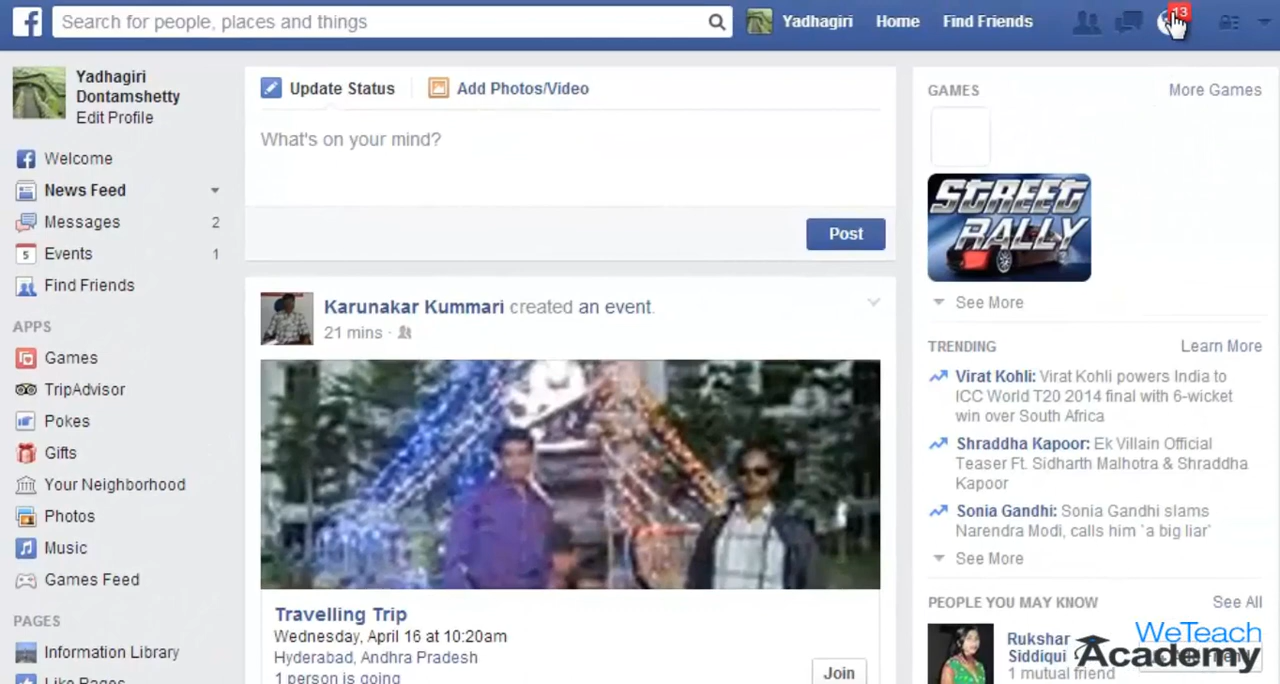 Search for people, places and things
Yadhagiri
Home
Find Friends
13
Yadhagiri
Dontamshetty
Edit Profile
Welcome
News Feed
Messages 2
5 Events 1
Find Friends
APPS
Games
TripAdvisor
Pokes
Gifts
Your Neighborhood
Photos
Music
Games Feed
PAGES
Information Library
Like Pages
Update Status
Add Photos/Video
What's on your mind?
Post
Karunakar Kummari created an event.
21 mins ·
Travelling Trip
Wednesday, April 16 at 10:20am
Hyderabad, Andhra Pradesh
1 person is going
Join
GAMES More Games
STREET
RALLY
See More
TRENDING Learn More
Virat Kohli: Virat Kohli powers India to
ICC World T20 2014 final with 6-wicket
win over South Africa
Shraddha Kapoor: Ek Villain Official
Teaser Ft. Sidharth Malhotra & Shraddha
Kapoor
Sonia Gandhi: Sonia Gandhi slams
Narendra Modi, calls him `a big liar`
See More
PEOPLE YOU MAY KNOW See All
Rukshar
Siddiqui
1 mutual friend
WeTeach
Academy